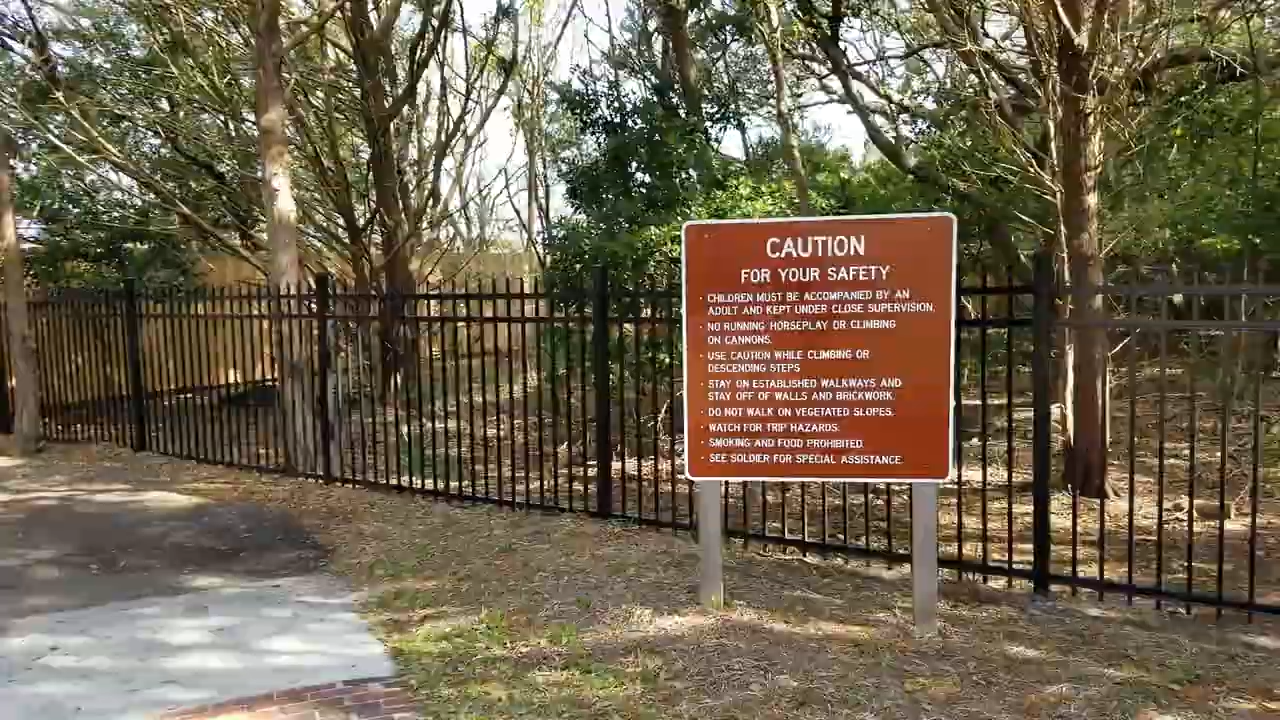 CAUTION
FOR YOUR SAFETY
• CHILDREN MUST BE ACCOMPANIED BY AN
ADULT AND KEPT UNDER CLOSE SUPERVISION.
• NO RUNNING HORSEPLAY OR CLIMBING
ON CANNONS.
• USE CAUTION WHILE CLIMBING OR
DESCENDING STEPS
• STAY ON ESTABLISHED WALKWAYS AND
STAY OFF OF WALLS AND BRICKWORK.
• DO NOT WALK ON VEGETATED SLOPES.
• WATCH FOR TRIP HAZARDS.
• SMOKING AND FOOD PROHIBITED.
• SEE SOLDIER FOR SPECIAL ASSISTANCE.